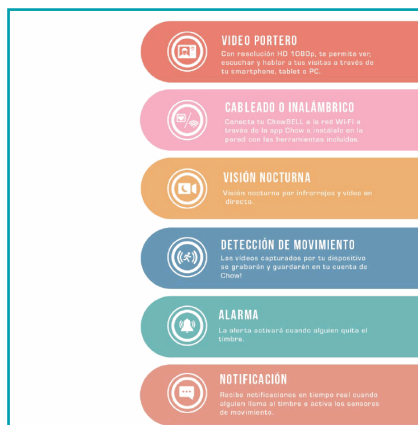 VIDEO PORTERO
Con resolución HD 1080p, te permite ver,
escuchar y hablar a tus visitas a través de
tu smartphone, tablet o PC.
CABLEADO O INALÁMBRICO
Conecta tu ChowBELL a la red Wi-Fi a
través de la app Chow o instálalo en la
pared con las herramientas incluidas.
VISIÓN NOCTURNA
Visión nocturna por infrarrojos y video en
directo.
DETECCIÓN DE MOVIMIENTO
Los videos capturados por tu dispositivo
se grabarán y guardarán en tu cuenta de
Chow!
ALARMA
La alerta activará cuando alguien quite el
timbre.
NOTIFICACIÓN
Recibe notificaciones en tiempo real cuando
alguien llama el timbre o activa los sensores
de movimiento.